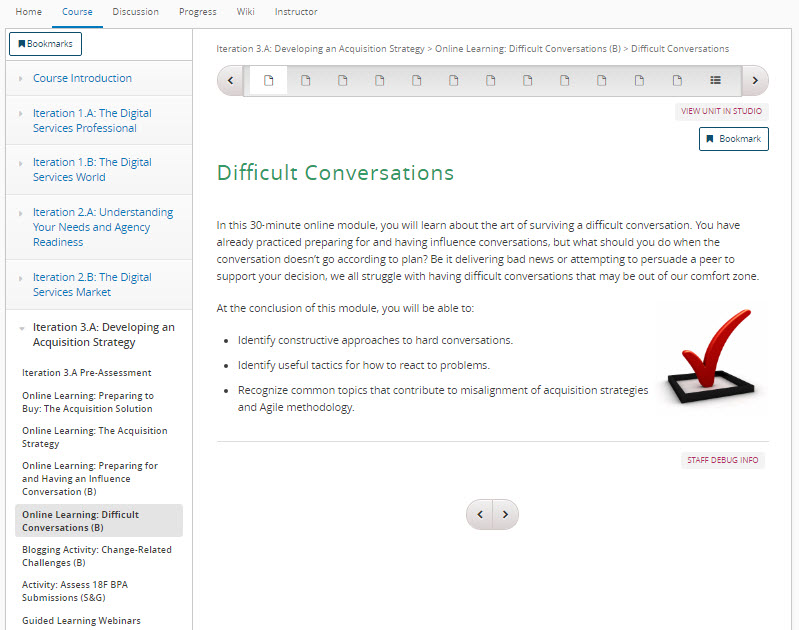 Home Course Discussion Progress Wiki Instructor
Bookmarks
Course Introduction
Iteration 1.A: The Digital
Services Professional
Iteration 1.B: The Digital
Services World
Iteration 2.A: Understanding
Your Needs and Agency
Readiness
Iteration 2.B: The Digital
Services Market
Iteration 3.A: Developing an
Acquisition Strategy
Iteration 3.A Pre-Assessment
Online Learning: Preparing to
Buy: The Acquisition Solution
Online Learning: The Acquisition
Strategy
Online Learning: Preparing for
and Having an Influence
Conversation (B)
Online Learning: Difficult
Conversations (B)
Blogging Activity: Change-Related
Challenges (B)
Activity: Assess 18F BPA
Submissions (S&G)
Guided Learning Webinars
Iteration 3.A: Developing an Acquisition Strategy > Online Learning: Difficult Conversations (B) > Difficult Conversations
VIEW UNIT IN STUDIO
Bookmark
Difficult Conversations
In this 30-minute online module, you will learn about the art of surviving a difficult conversation. You have
already practiced preparing for and having influence conversations, but what should you do when the
conversation doesn't go according to plan? Be it delivering bad news or attempting to persuade a peer to
support your decision, we all struggle with having difficult conversations that may be out of our comfort zone.
At the conclusion of this module, you will be able to:
• Identify constructive approaches to hard conversations.
• Identify useful tactics for how to react to problems.
• Recognize common topics that contribute to misalignment of acquisition strategies
and Agile methodology.
STAFF DEBUG INFO